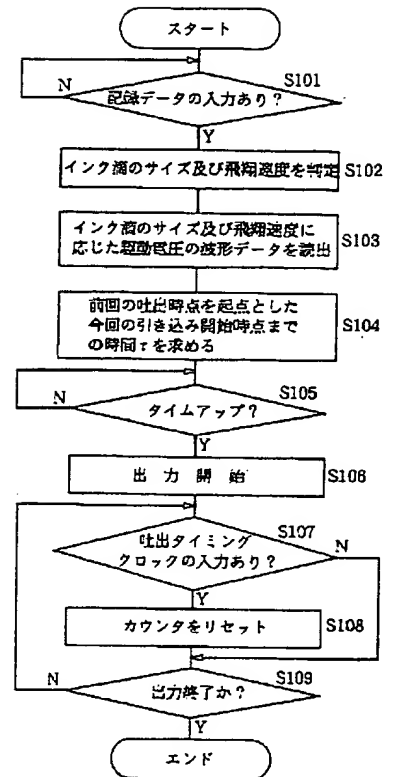 スタート
S101
N
記録データの入力あり?
Y
インク滴のサイズ及び飛翔速度を判定 S102
インク滴のサイズ及び飛翔速度に
応じた駆動電圧の波形データを読出
S103
前回の吐出時点を起点とした
今回の引き込み開始時点まで
の時間τを求める
S104
S105
N
タイムアップ?
Y
出力開始 S106
S107
吐出タイミング
クロックの入力あり?
N
Y
カウンタをリセット S108
S109
N
出力終了か?
Y
エンド